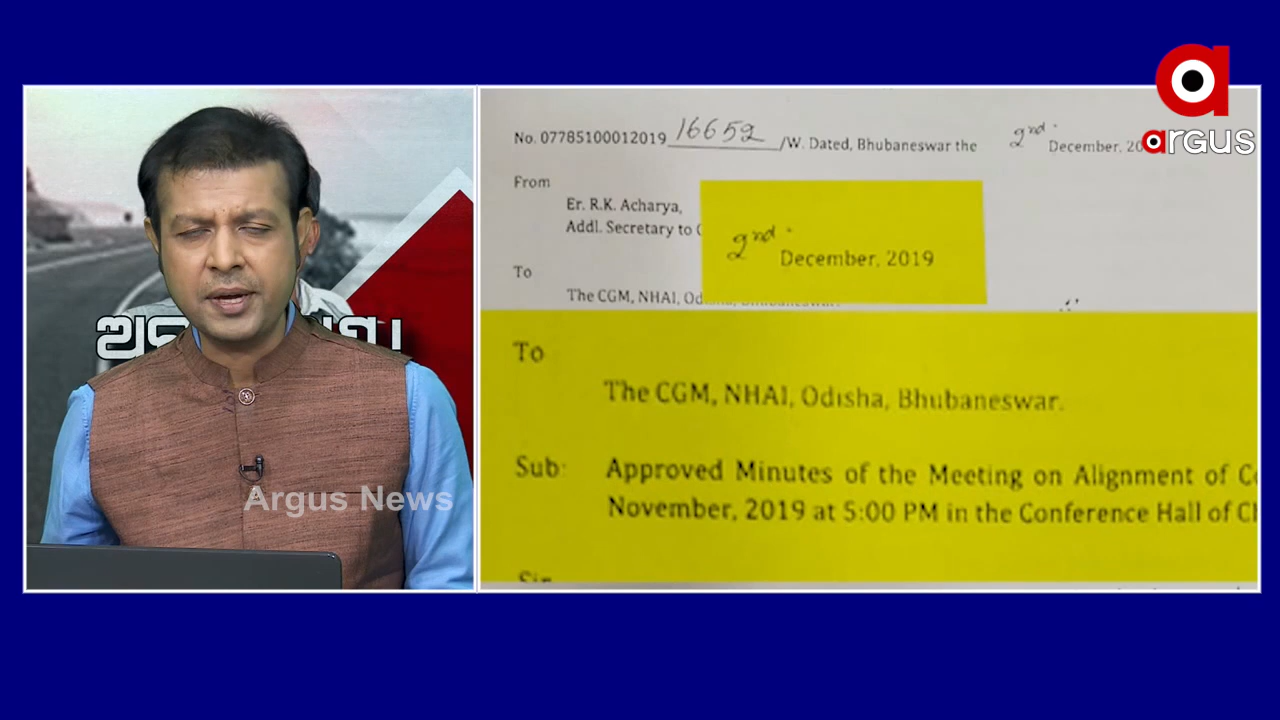 argus
No. 07785100012019 16652 /W. Dated, Bhubaneswar the 2nd December, 20
From
Er. R.K. Acharya,
Addl. Secretary to
2nd December, 2019
To
The CGM, NHAI,
To
The CGM, NHAI, Odisha, Bhubaneswar.
Sub: Approved Minutes of the Meeting on Alignment of
November, 2019 at 5:00 PM in the Conference Hall of
Argus News